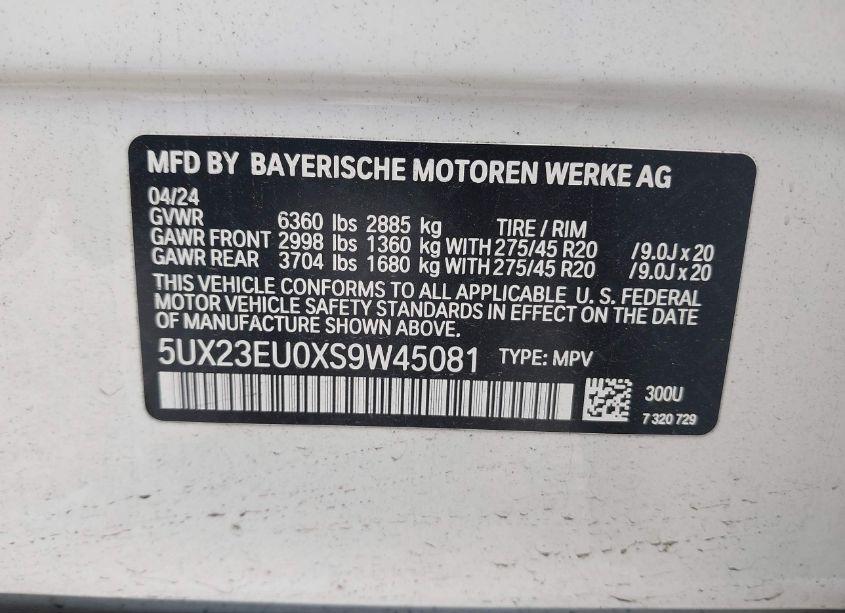 MFD BY BAYERISCHE MOTOREN WERKE AG
04/24
GVWR 6360 lbs 2885 kg TIRE / RIM
GAWR FRONT 2998 lbs 1360 kg WITH 275/45 R20 / 9.0J x 20
GAWR REAR 3704 lbs 1680 kg WITH 275/45 R20 / 9.0J x 20
THIS VEHICLE CONFORMS TO ALL APPLICABLE U. S. FEDERAL
MOTOR VEHICLE SAFETY STANDARDS IN EFFECT ON THE DATE
OF MANUFACTURE SHOWN ABOVE.
5UX23EU0XS9W45081 TYPE: MPV
300U
7 320 729